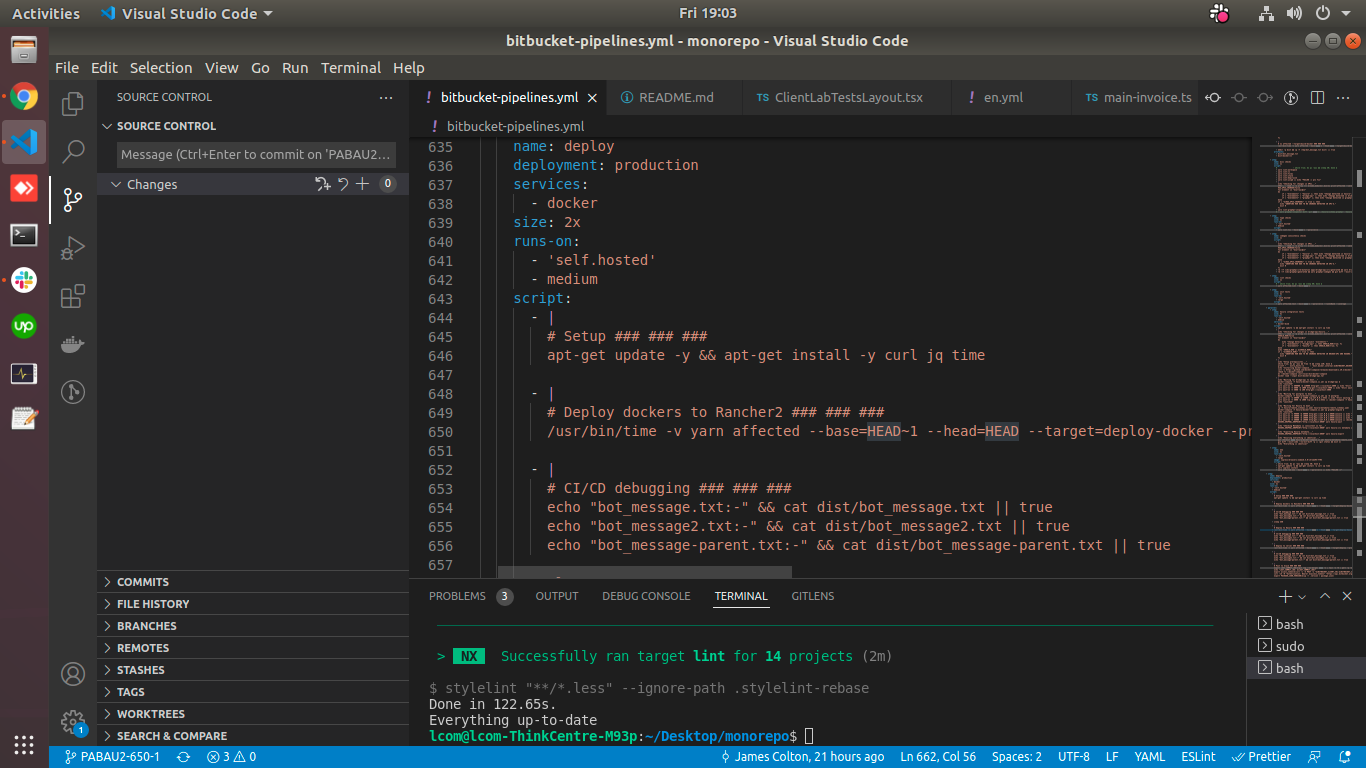 Activities Visual Studio Code Fri 19:03
bitbucket-pipelines.yml - monorepo - Visual Studio Code
File Edit Selection View Go Run Terminal Help
SOURCE CONTROL
SOURCE CONTROL
Message (Ctrl+Enter to commit on 'PABAU2...
Changes 0
COMMITS
FILE HISTORY
BRANCHES
REMOTES
STASHES
TAGS
WORKTREES
SEARCH & COMPARE
up
1
! bitbucket-pipelines.yml README.md TS ClientLabTestsLayout.tsx ! en.yml TS main-invoice.ts
! bitbucket-pipelines.yml
635 name: deploy
636 deployment: production
637 services:
638 - docker
639 size: 2x
640 runs-on:
641 - 'self.hosted'
642 - medium
643 script:
644 - |
645 # Setup ### ### ###
646 apt-get update -y && apt-get install -y curl jq time
647
648 - |
649 # Deploy dockers to Rancher2 ### ### ###
650 /usr/bin/time -v yarn affected --base=HEAD~1 --head=HEAD --target=deploy-docker --pr
651
652 - |
653 # CI/CD debugging ### ### ###
654 echo "bot_message.txt:-" && cat dist/bot_message.txt || true
655 echo "bot_message2.txt:-" && cat dist/bot_message2.txt || true
656 echo "bot_message-parent.txt:-" && cat dist/bot_message-parent.txt || true
657
PROBLEMS 3 OUTPUT DEBUG CONSOLE TERMINAL GITLENS
> NX Successfully ran target lint for 14 projects (2m)
$ stylelint "**/*.less" --ignore-path .stylelint-rebase
Done in 122.65s.
Everything up-to-date
lcom@lcom-ThinkCentre-M93p:~/Desktop/monorepo$
bash
sudo
bash
PABAU2-650-1 3 0 James Colton, 21 hours ago Ln 662, Col 56 Spaces: 2 UTF-8 LF YAML ESLint Prettier